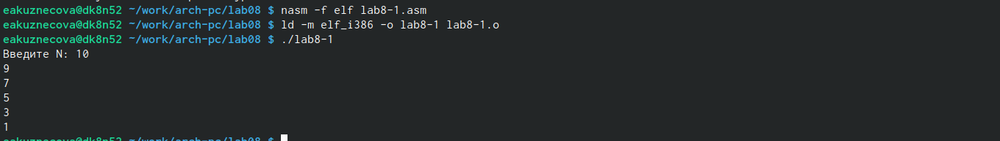 eakuznecova@dk8n52 ~/work/arch-pc/lab08 $ nasm -f elf lab8-1.asm
eakuznecova@dk8n52 ~/work/arch-pc/lab08 $ ld -m elf_i386 -o lab8-1 lab8-1.o
eakuznecova@dk8n52 ~/work/arch-pc/lab08 $ ./lab8-1
Введите N: 10
9
7
5
3
1
eakuznecova@dk8n52 ~/work/arch-pc/lab08 $